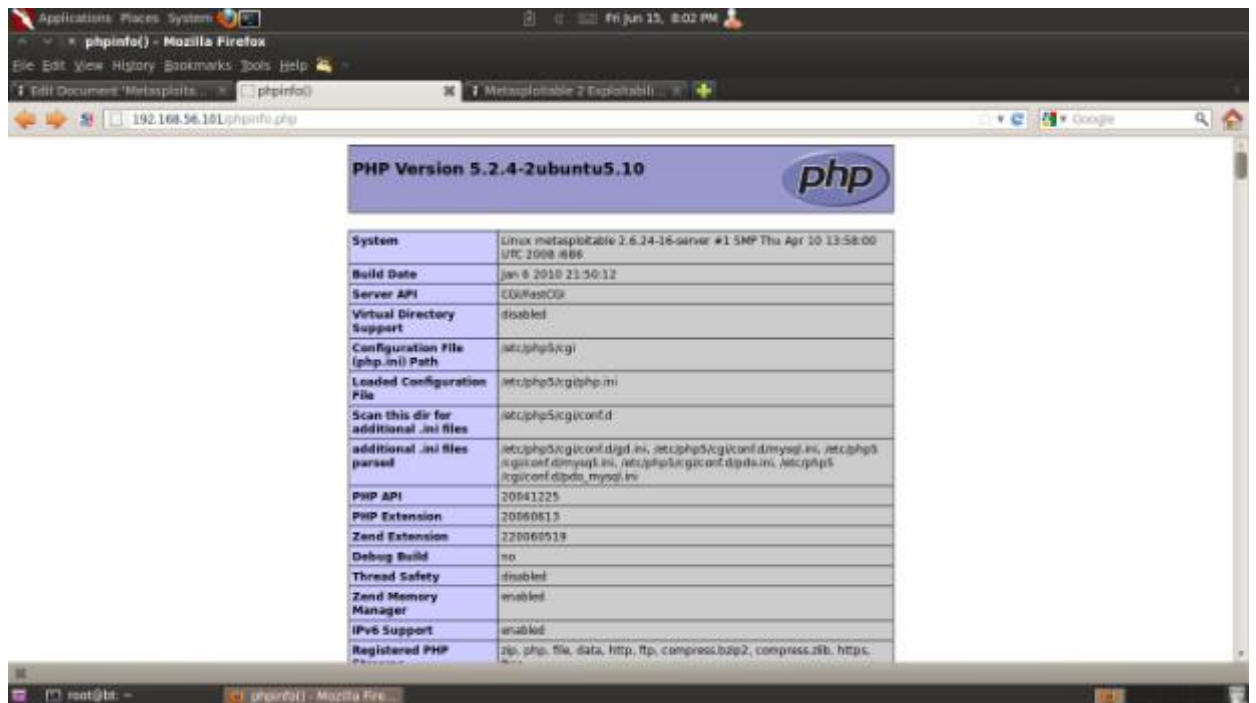 Applications Places System
Fri Jun 15, 8:02 PM
phpinfo() - Mozilla Firefox
File Edit View History Bookmarks Tools Help
Edit Document 'Metasploita...
phpinfo()
Metasploitable 2 Exploitabili...
192.168.56.101/phpinfo.php
Google
PHP Version 5.2.4-2ubuntu5.10
php
System
Linux metasploitable 2.6.24-16-server #1 SMP Thu Apr 10 13:58:00
UTC 2008 i686
Build Date
Jan 6 2010 21:50:12
Server API
CGI/FastCGI
Virtual Directory
Support
disabled
Configuration File
(php.ini) Path
/etc/php5/cgi
Loaded Configuration
File
/etc/php5/cgi/php.ini
Scan this dir for
additional .ini files
/etc/php5/cgi/conf.d
additional .ini files
parsed
/etc/php5/cgi/conf.d/gd.ini, /etc/php5/cgi/conf.d/mysql.ini, /etc/php5
/cgi/conf.d/mysqli.ini, /etc/php5/cgi/conf.d/pdo.ini, /etc/php5
/cgi/conf.d/pdo_mysql.ini
PHP API
20041225
PHP Extension
20060613
Zend Extension
220060519
Debug Build
no
Thread Safety
disabled
Zend Memory
Manager
enabled
IPv6 Support
enabled
Registered PHP
zip, php, file, data, http, ftp, compress.bzip2, compress.zlib, https,
root@bt: ~
phpinfo() - Mozilla Fire...